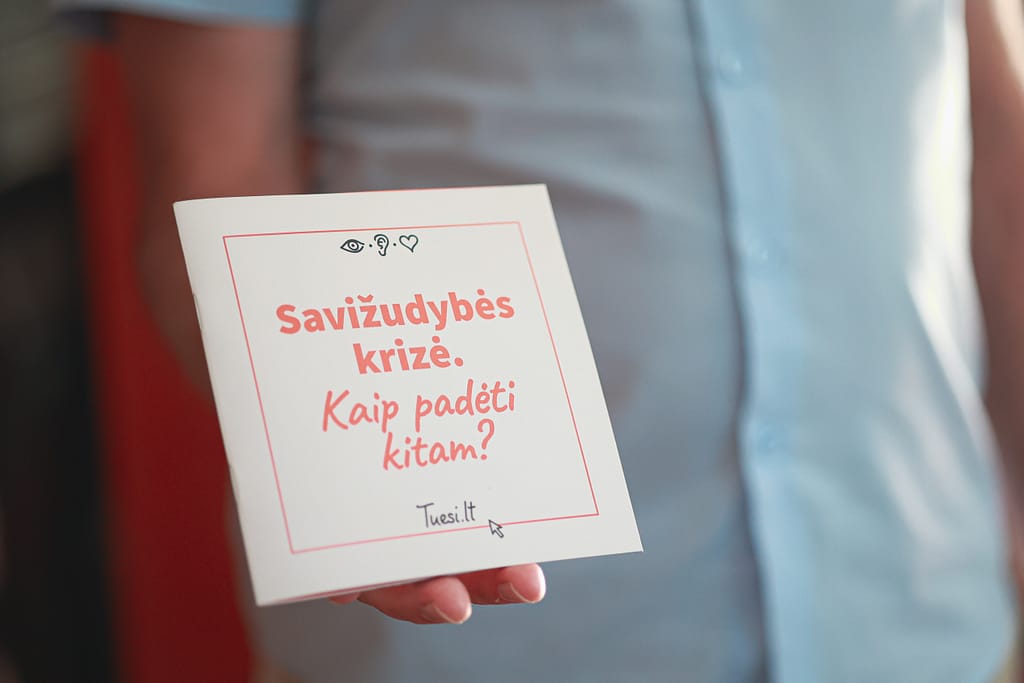 Savižudybės
krizė.
Kaip padėti
kitam?
Tuesi.lt